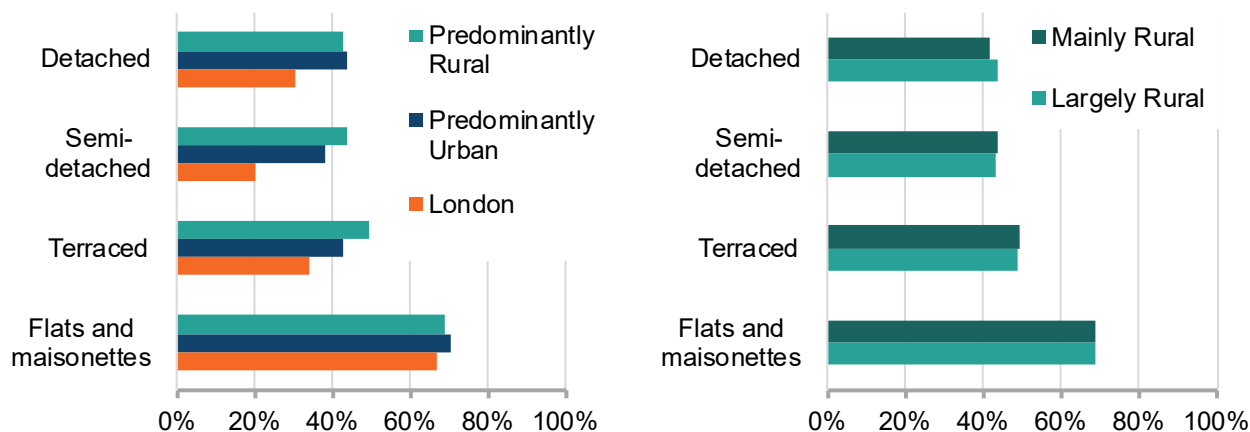 Detached
Semi-
detached
Terraced
Flats and
maisonettes
0% 20% 40% 60% 80% 100%
Predominantly
Rural
Predominantly
Urban
London
Detached
Semi-
detached
Terraced
Flats and
maisonettes
0% 20% 40% 60% 80% 100%
Mainly Rural
Largely Rural